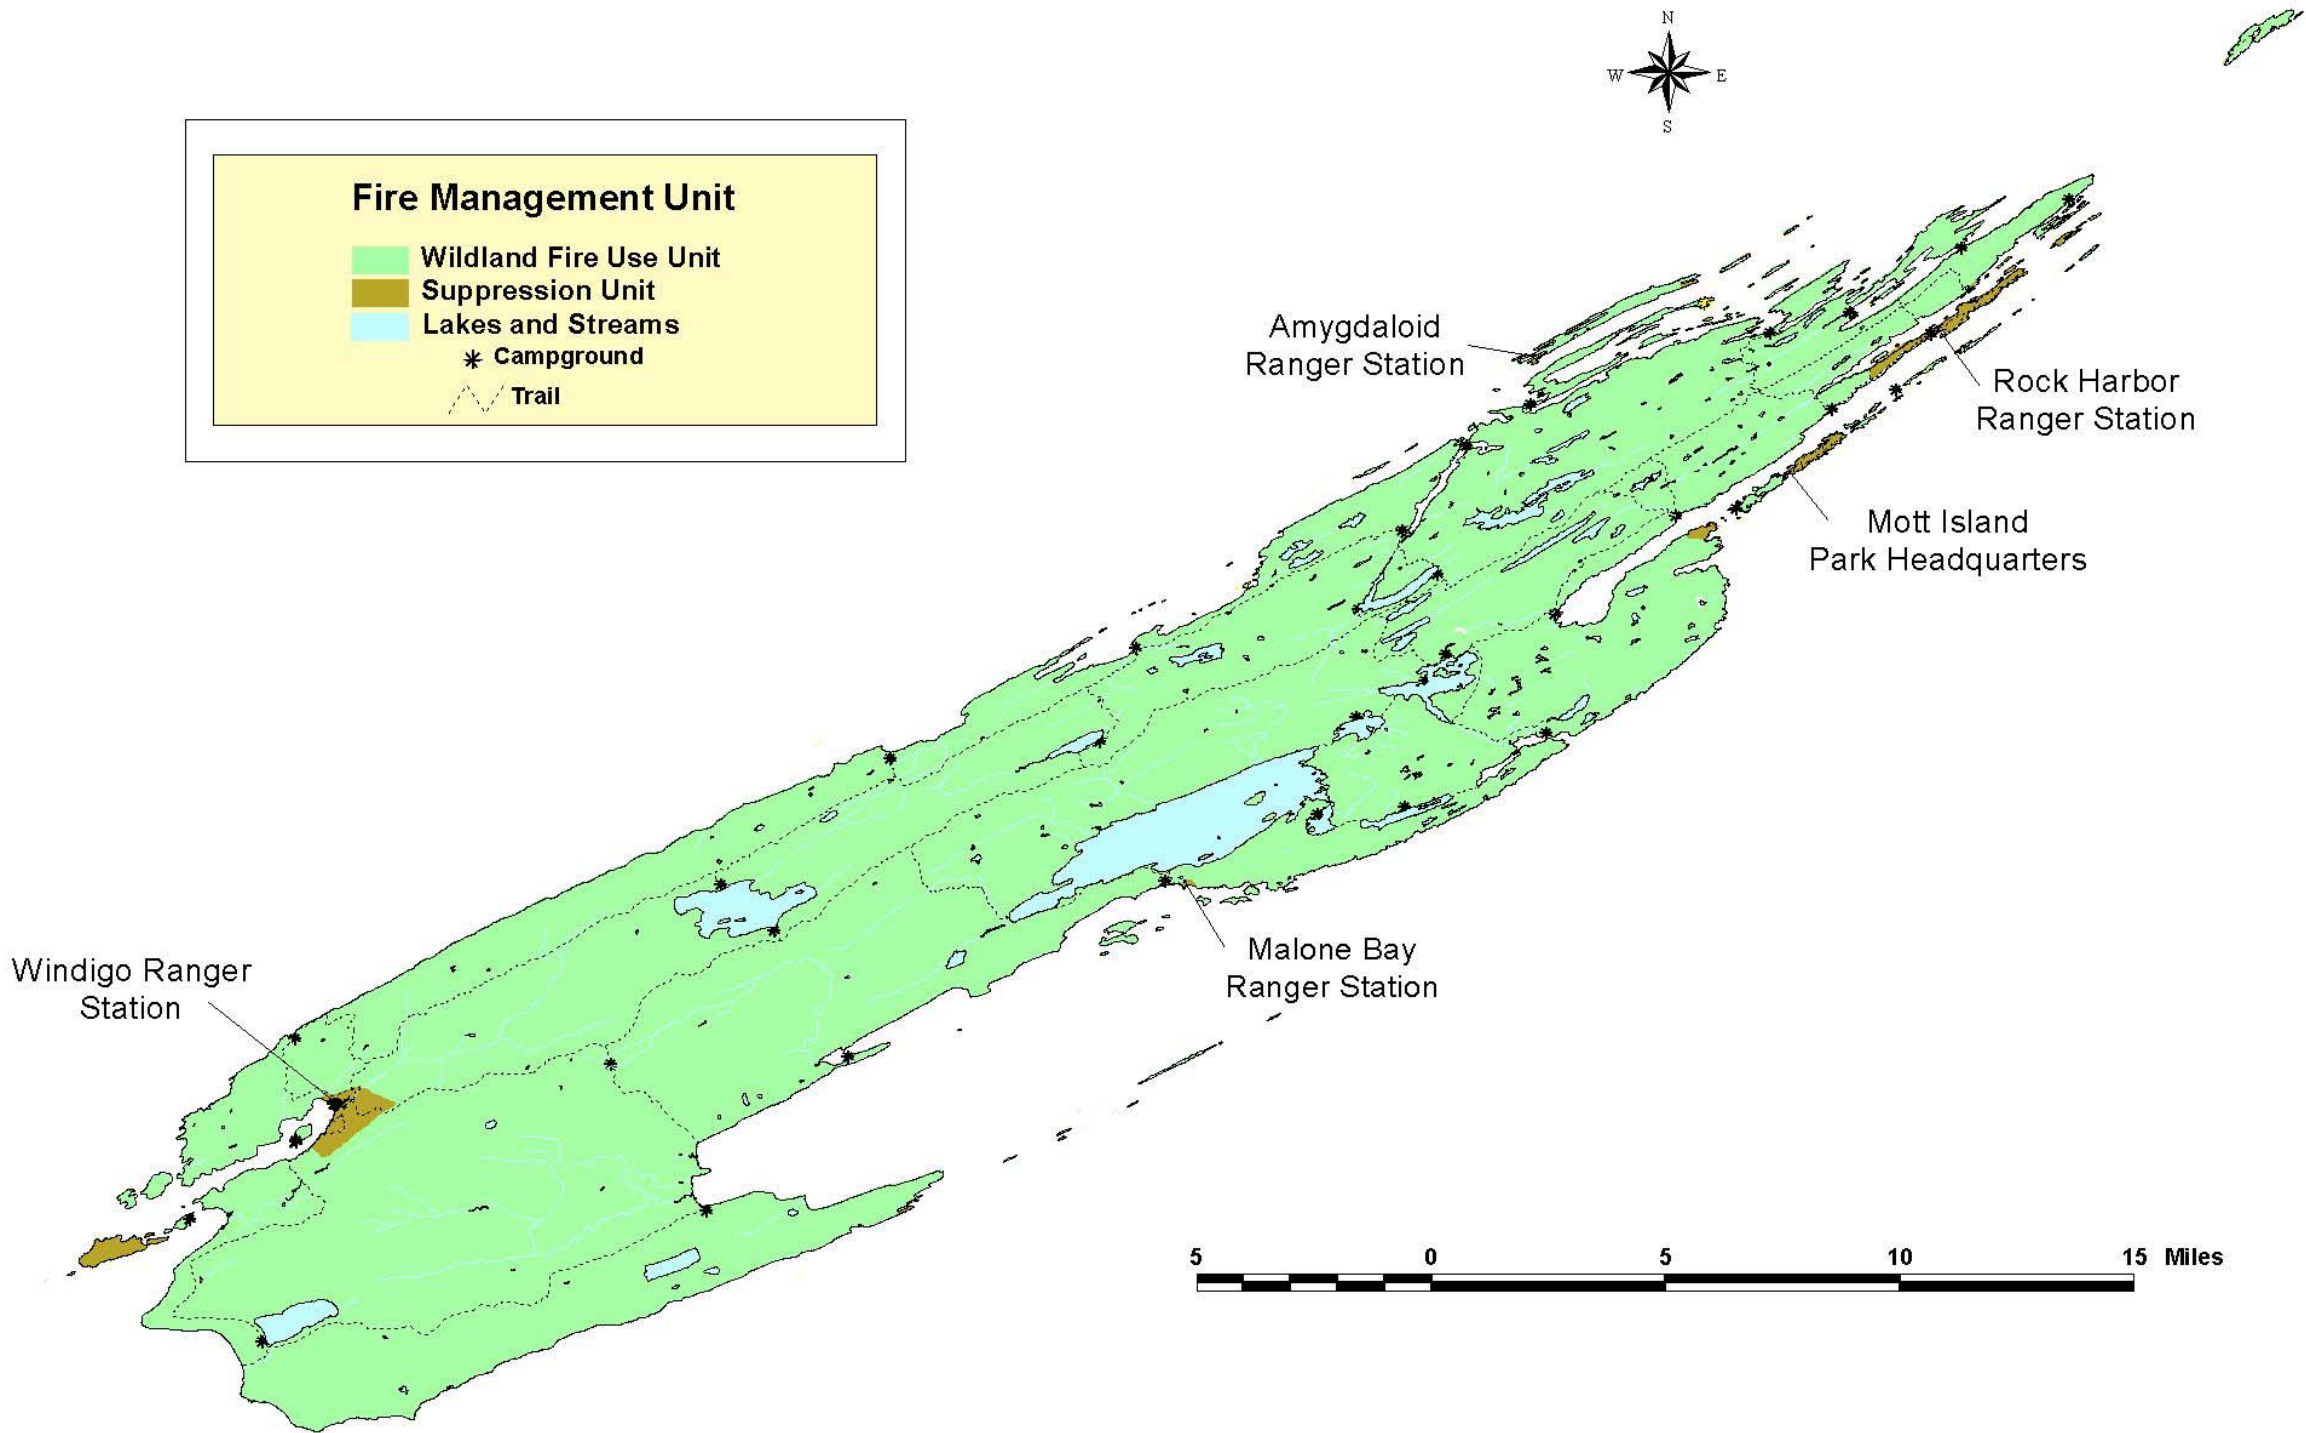 N
W E
S
Fire Management Unit
Wildland Fire Use Unit
Suppression Unit
Lakes and Streams
Campground
Trail
Amygdaloid
Ranger Station
Rock Harbor
Ranger Station
Mott Island
Park Headquarters
Malone Bay
Ranger Station
Windigo Ranger
Station
5 0 5 10 15 Miles